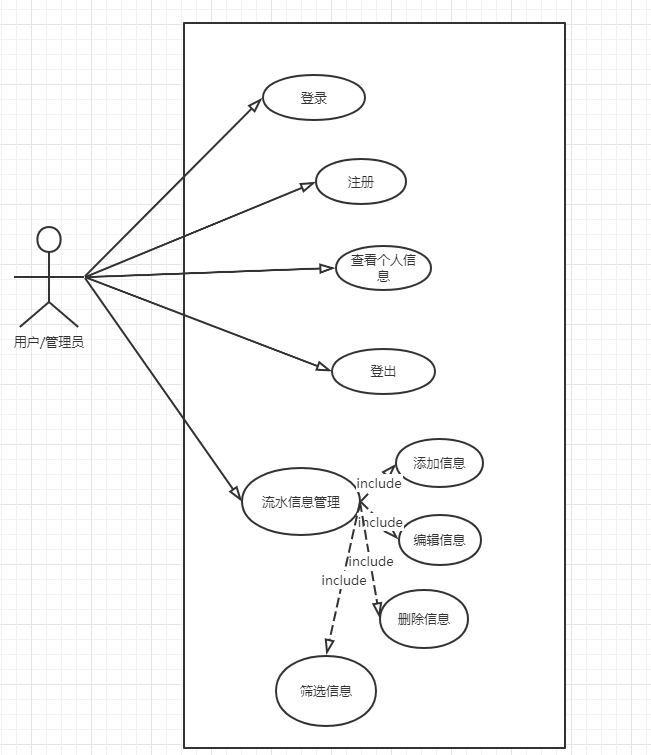 登录
注册
查看个人信
息
用户/管理员
登出
添加信息
include
流水信息管理
include
编辑信息
include
include
删除信息
筛选信息